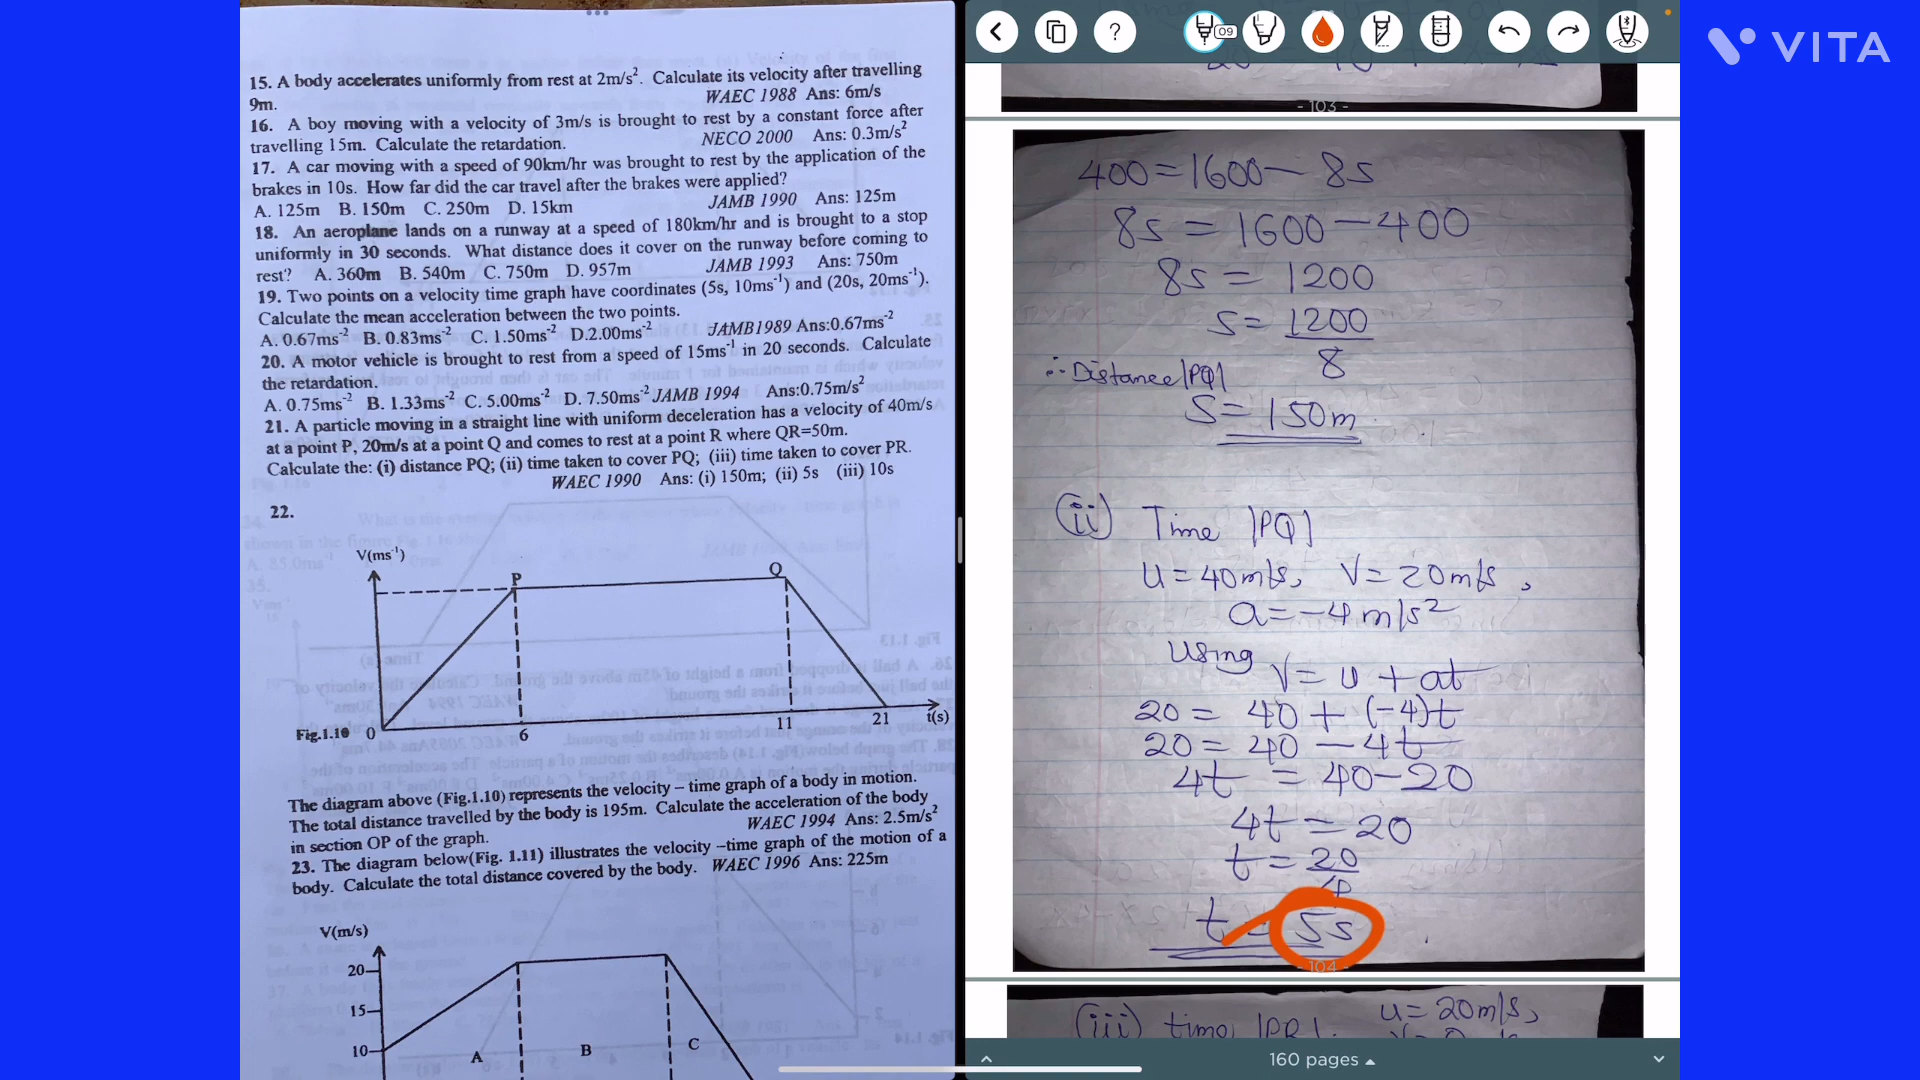 15. A body accelerates uniformly from rest at 2m/s². Calculate its velocity after travelling
9m. WAEC 1988 Ans: 6m/s
16. A boy moving with a velocity of 3m/s is brought to rest by a constant force after
travelling 15m. Calculate the retardation. NECO 2000 Ans: 0.3m/s²
17. A car moving with a speed of 90km/hr was brought to rest by the application of the
brakes in 10s. How far did the car travel after the brakes were applied?
A. 125m B. 150m C. 250m D. 15km JAMB 1990 Ans: 125m
18. An aeroplane lands on a runway at a speed of 180km/hr and is brought to a stop
uniformly in 30 seconds. What distance does it cover on the runway before coming to
rest? A. 360m B. 540m C. 750m D. 957m JAMB 1993 Ans: 750m
19. Two points on a velocity time graph have coordinates (5s, 10ms⁻¹) and (20s, 20ms⁻¹).
Calculate the mean acceleration between the two points.
A. 0.67ms⁻² B. 0.83ms⁻² C. 1.50ms⁻² D.2.00ms⁻² JAMB1989 Ans:0.67ms⁻²
20. A motor vehicle is brought to rest from a speed of 15ms⁻¹ in 20 seconds. Calculate
the retardation.
A. 0.75ms⁻² B. 1.33ms⁻² C. 5.00ms⁻² D. 7.50ms⁻² JAMB 1994 Ans:0.75m/s²
21. A particle moving in a straight line with uniform deceleration has a velocity of 40m/s
at a point P, 20m/s at a point Q and comes to rest at a point R where QR=50m.
Calculate the: (i) distance PQ; (ii) time taken to cover PQ; (iii) time taken to cover PR.
WAEC 1990 Ans: (i) 150m; (ii) 5s (iii) 10s
22.
V(ms⁻¹)
P Q
Fig.1.10 0 6 11 21 t(s)
The diagram above (Fig.1.10) represents the velocity – time graph of a body in motion.
The total distance travelled by the body is 195m. Calculate the acceleration of the body
in section OP of the graph. WAEC 1994 Ans: 2.5m/s²
23. The diagram below(Fig. 1.11) illustrates the velocity –time graph of the motion of a
body. Calculate the total distance covered by the body. WAEC 1996 Ans: 225m
V(m/s)
20
15
10
A B C
? 09
- 103 -
400 = 1600 – 8s
8s = 1600 – 400
8s = 1200
s = 1200
8
∴ Distance |PQ|
S = 150m
(ii) Time |PQ|
u = 40m/s, v = 20m/s,
a = -4m/s²
Using v = u + at
20 = 40 + (-4)t
20 = 40 – 4t
4t = 40 – 20
4t = 20
t = 20
4
t = 5s
- 104 -
(iii) time |PR|. u = 20m/s,
160 pages
VITA